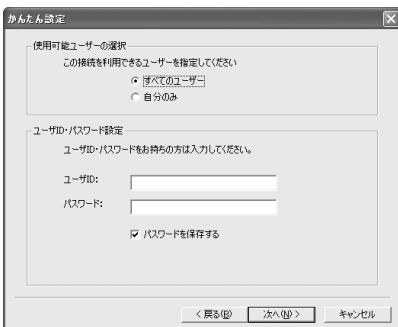 かんたん設定
使用可能ユーザーの選択
この接続を利用できるユーザーを指定してください
すべてのユーザー
自分のみ
ユーザID・パスワード設定
ユーザID・パスワードをお持ちの方は入力してください。
ユーザID:
パスワード:
パスワードを保存する
< 戻る(B) 次へ(N) > キャンセル